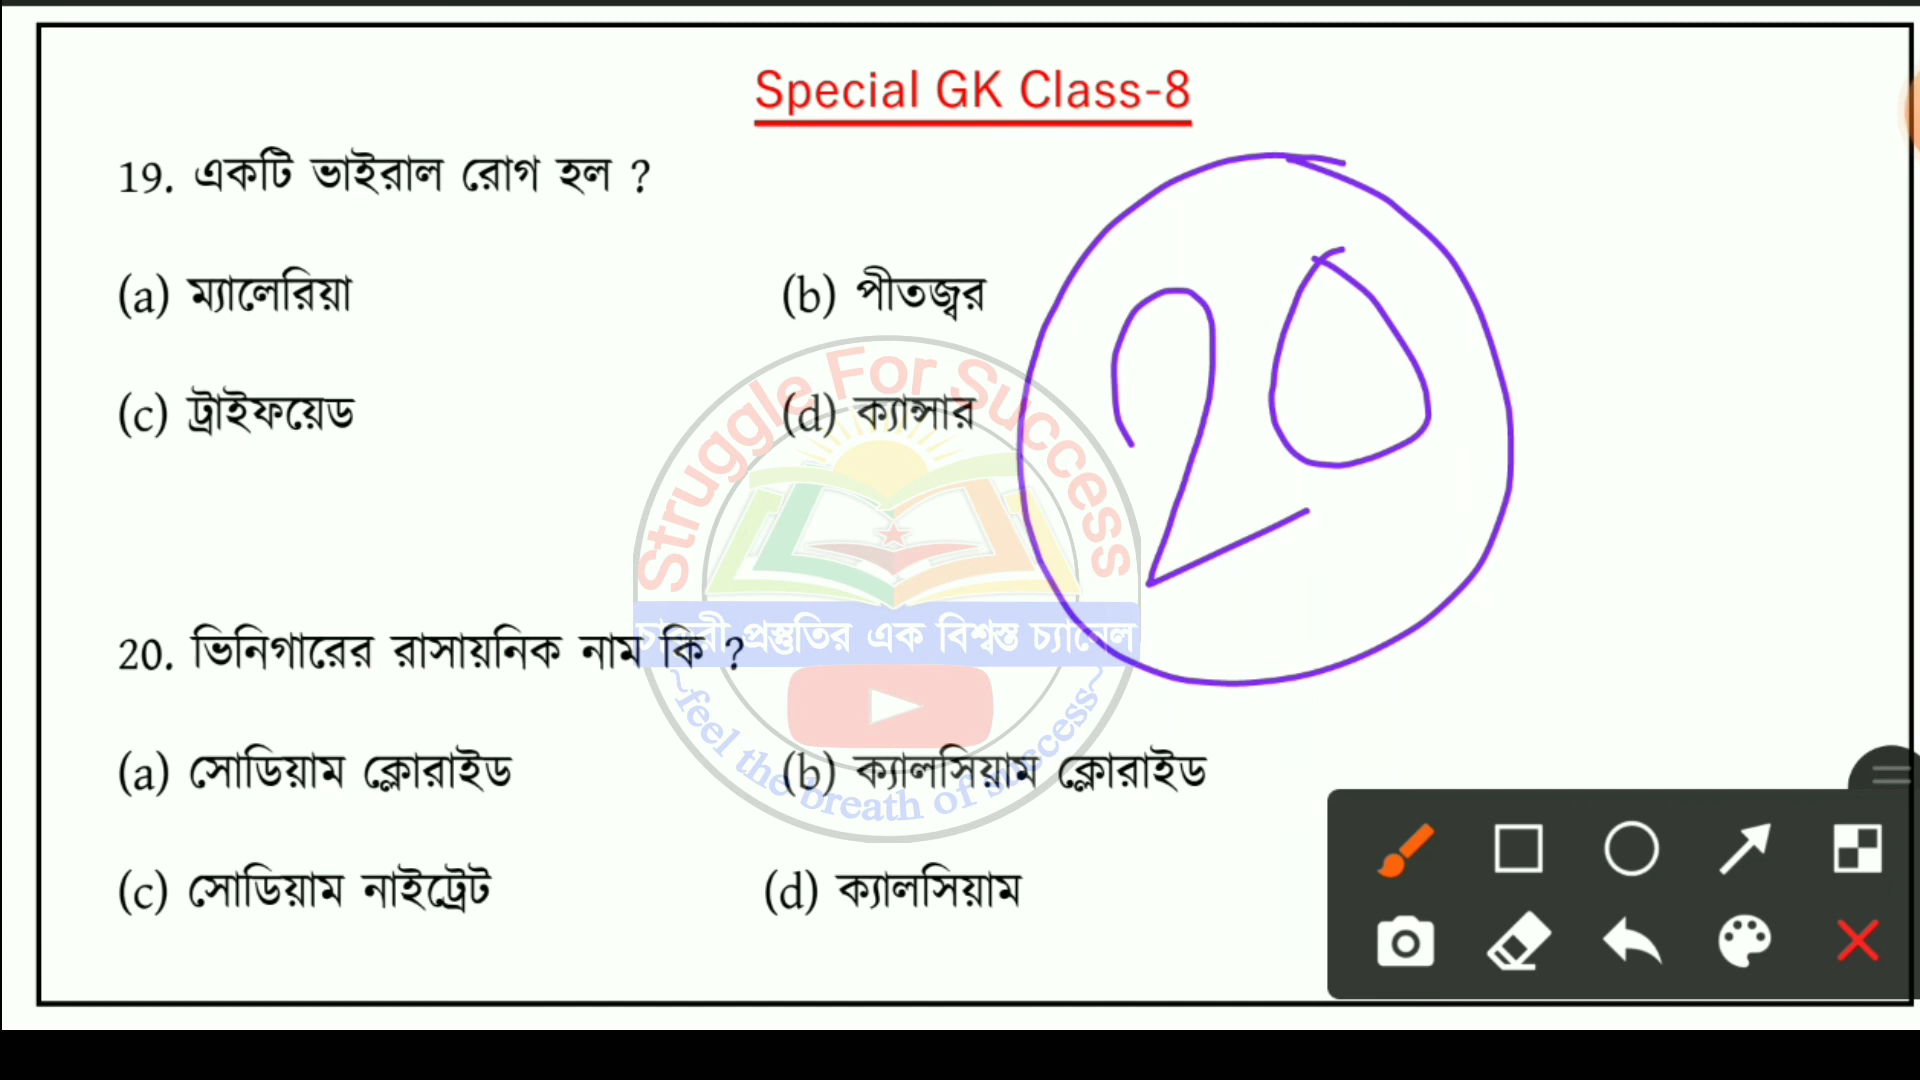 Special GK Class-8
19. একটি ভাইরাল রোগ হল ?
(a) ম্যালেরিয়া (b) পীতজ্বর
(c) ট্রাইফয়েড (d) ক্যান্সার
20
Struggle For Success
চাকরী প্রস্তুতির এক বিশ্বস্ত চ্যানেল
~feel the breath of success~
20. ভিনিগারের রাসায়নিক নাম কি ?
(a) সোডিয়াম ক্লোরাইড (b) ক্যালসিয়াম ক্লোরাইড
(c) সোডিয়াম নাইট্রেট (d) ক্যালসিয়াম